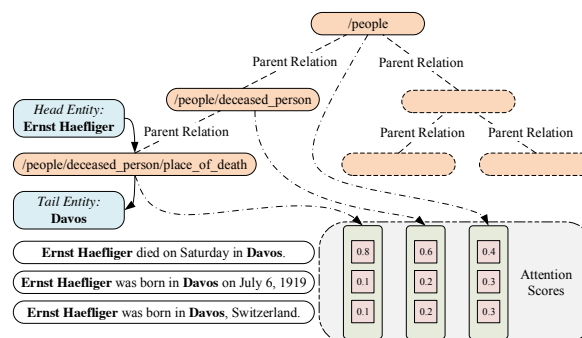 /people
Parent Relation
Parent Relation
/people/deceased_person
Head Entity:
Ernst Haefliger
Parent Relation
Parent Relation
Parent Relation
/people/deceased_person/place_of_death
Tail Entity:
Davos
Ernst Haefliger died on Saturday in Davos.
0.8 0.6 0.4
Attention
Scores
Ernst Haefliger was born in Davos on July 6, 1919
0.1 0.2 0.3
Ernst Haefliger was born in Davos, Switzerland.
0.1 0.2 0.3